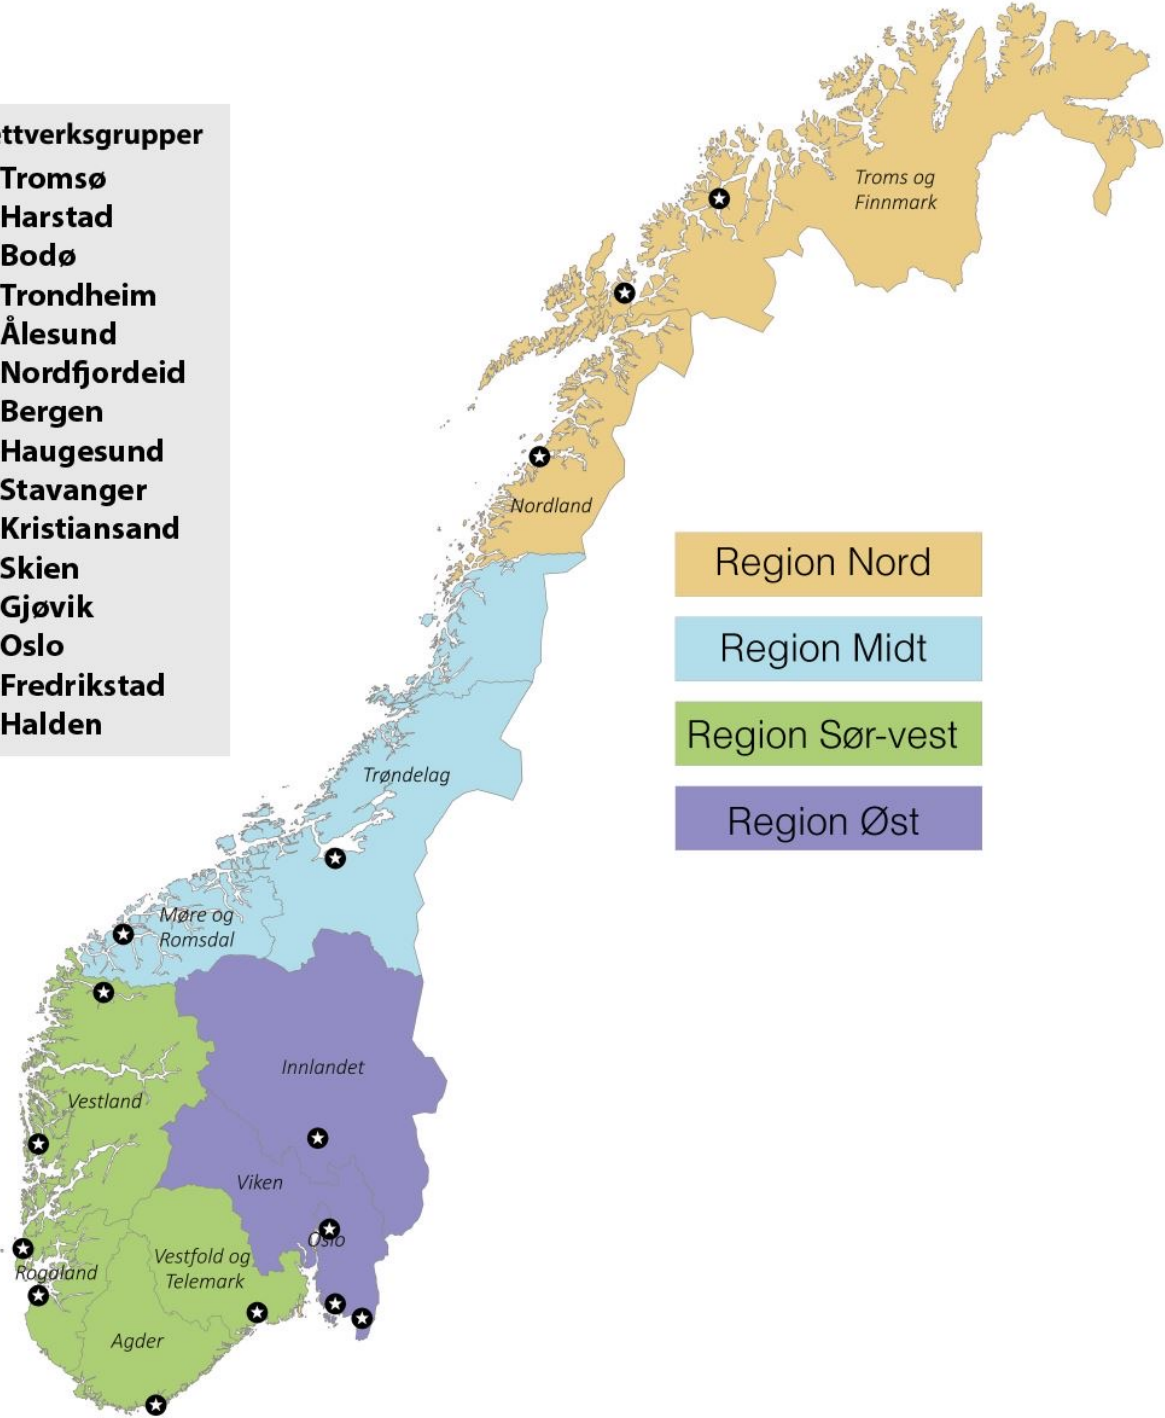 ttverksgrupper
Tromsø
Harstad
Bodø
Trondheim
Ålesund
Nordfjordeid
Bergen
Haugesund
Stavanger
Kristiansand
Skien
Gjøvik
Oslo
Fredrikstad
Halden
Troms og
Finnmark
Nordland
Region Nord
Region Midt
Region Sør-vest
Region Øst
Trøndelag
Møre og
Romsdal
Innlandet
Vestland
Viken
Oslo
Vestfold og
Telemark
Rogaland
Agder